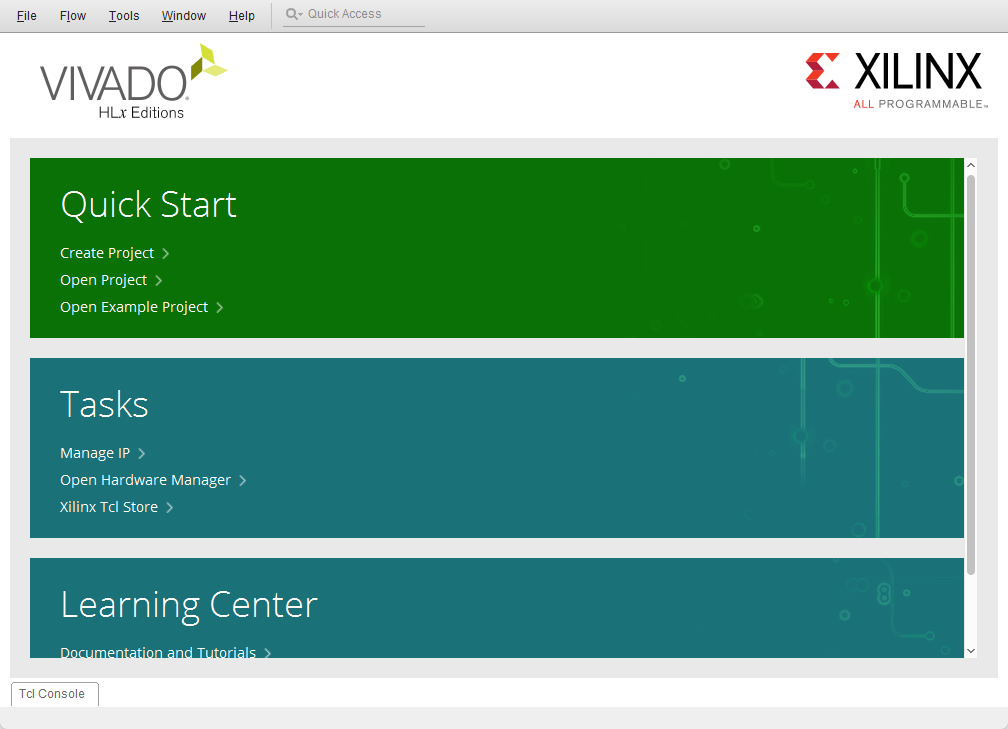 File Flow Tools Window Help Quick Access
VIVADO
HLx Editions
XILINX
ALL PROGRAMMABLE™
Quick Start
Create Project
Open Project
Open Example Project
Tasks
Manage IP
Open Hardware Manager
Xilinx Tcl Store
Learning Center
Documentation and Tutorials
Tcl Console